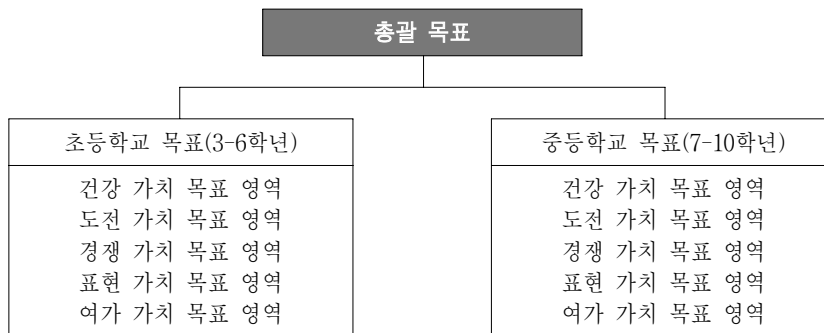 총괄 목표
초등학교 목표(3-6학년)
건강 가치 목표 영역
도전 가치 목표 영역
경쟁 가치 목표 영역
표현 가치 목표 영역
여가 가치 목표 영역
중등학교 목표(7-10학년)
건강 가치 목표 영역
도전 가치 목표 영역
경쟁 가치 목표 영역
표현 가치 목표 영역
여가 가치 목표 영역